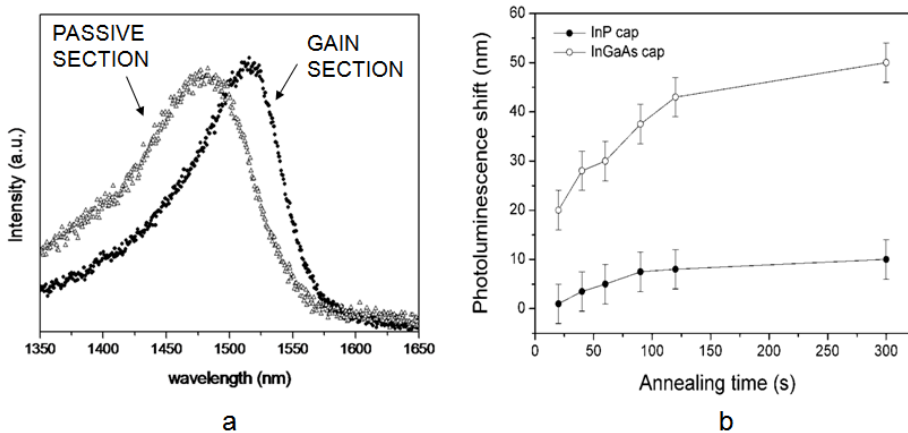 PASSIVE
SECTION
GAIN
SECTION
Intensity (a.u.)
1350 1400 1450 1500 1550 1600 1650
wavelength (nm)
a
InP cap
InGaAs cap
Photoluminescence shift (nm)
60
50
40
30
20
10
0
0 50 100 150 200 250 300
Annealing time (s)
b